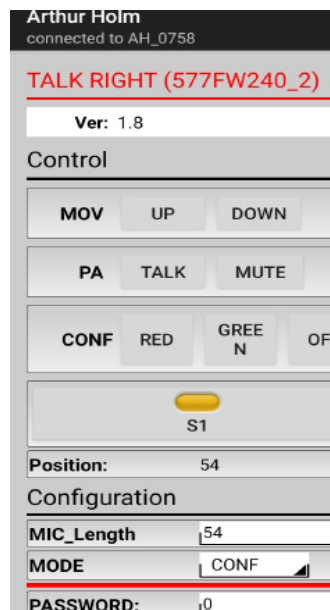 Arthur Holm
connected to AH_0758
TALK RIGHT (577FW240_2)
Ver: 1.8
Control
MOV UP DOWN
PA TALK MUTE
CONF RED GREE
N OF
S1
Position: 54
Configuration
MIC_Length 54
MODE CONF
PASSWORD: 0